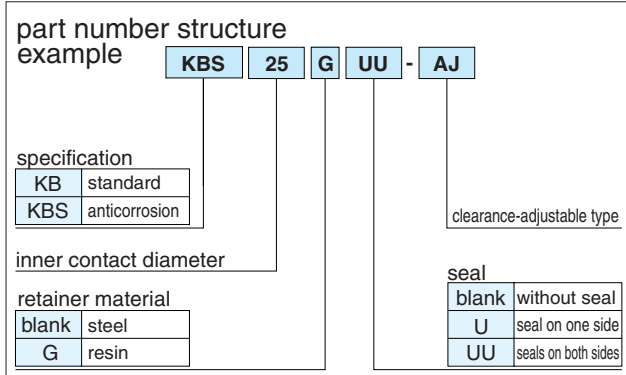 part number structure
example
KBS 25 G UU - AJ
specification
KB standard
KBS anticorrosion
clearance-adjustable type
inner contact diameter
seal
blank without seal
U seal on one side
UU seals on both sides
retainer material
blank steel
G resin